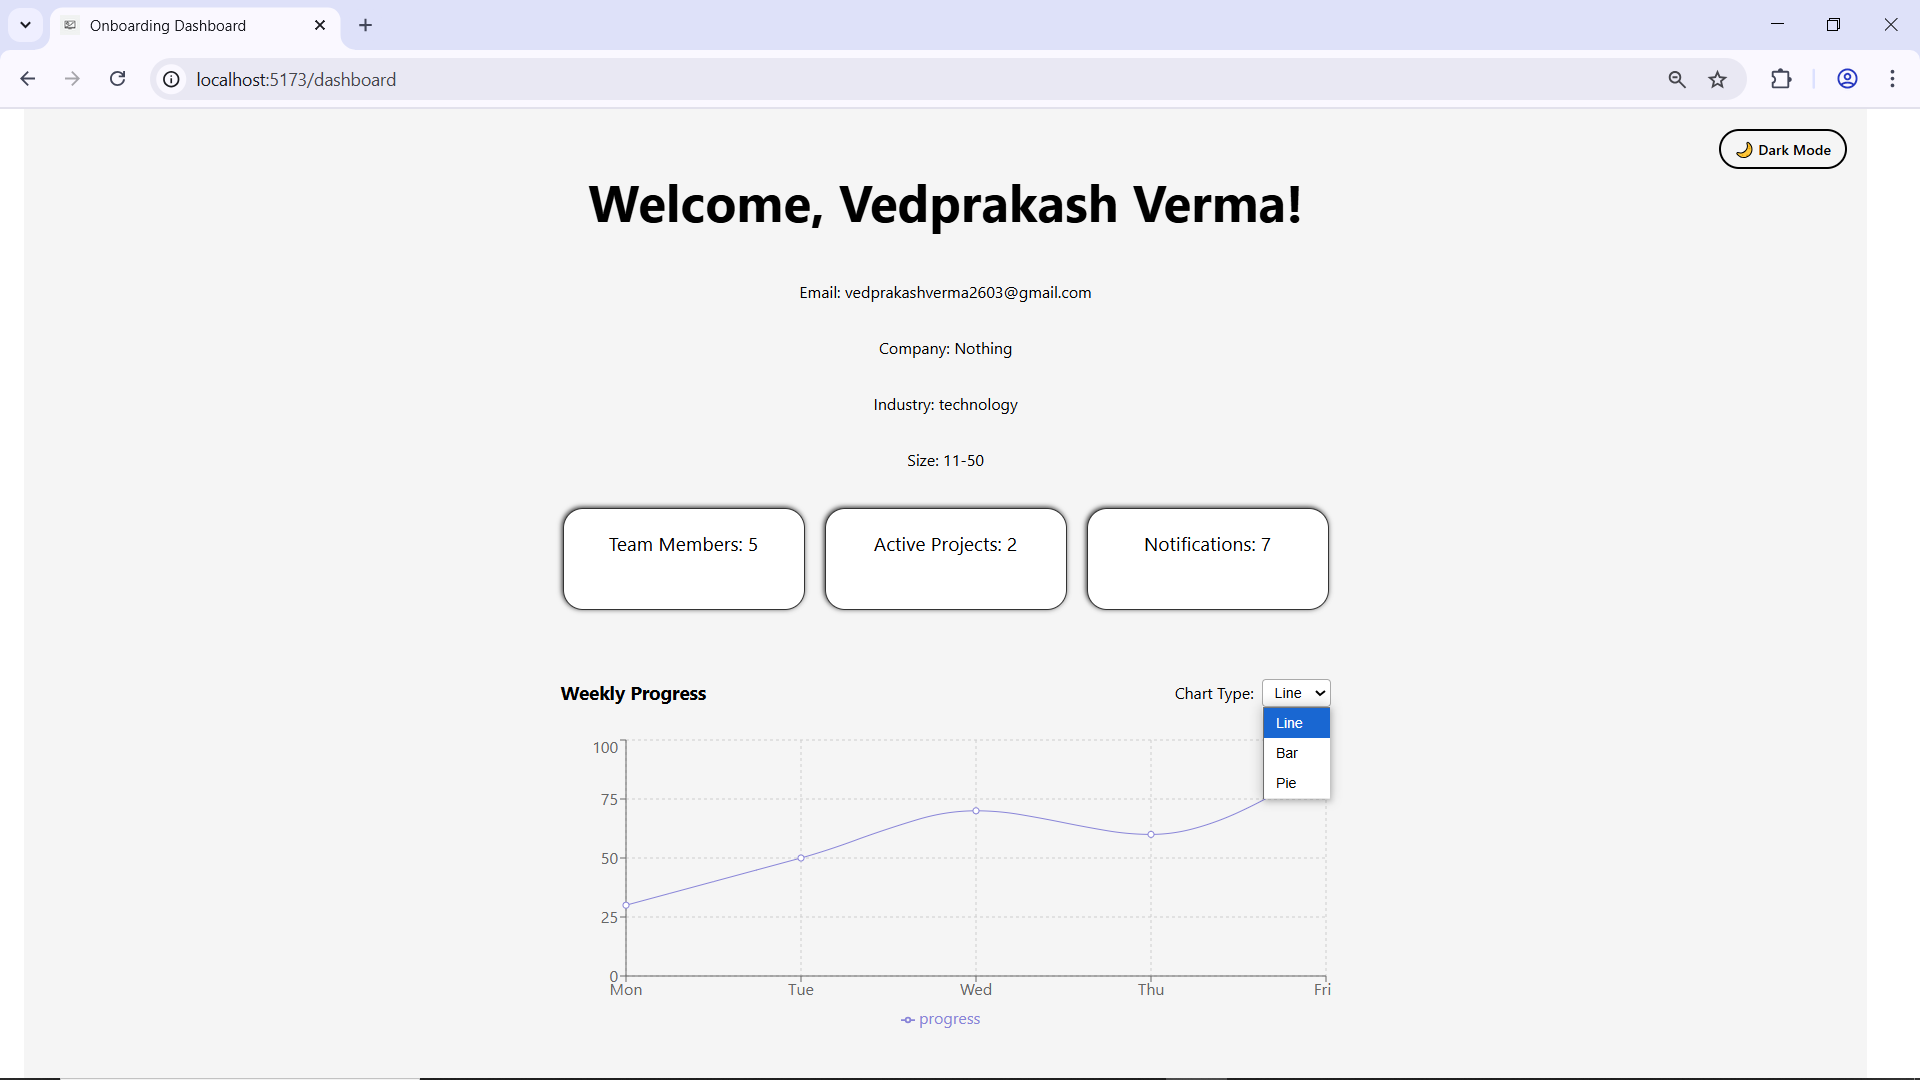 Onboarding Dashboard
localhost:5173/dashboard
🌙 Dark Mode
Welcome, Vedprakash Verma!
Email: vedprakashverma2603@gmail.com
Company: Nothing
Industry: technology
Size: 11-50
Team Members: 5
Active Projects: 2
Notifications: 7
Weekly Progress
Chart Type:
Line
Line
Bar
Pie
100
75
50
25
0
Mon
Tue
Wed
Thu
Fri
progress